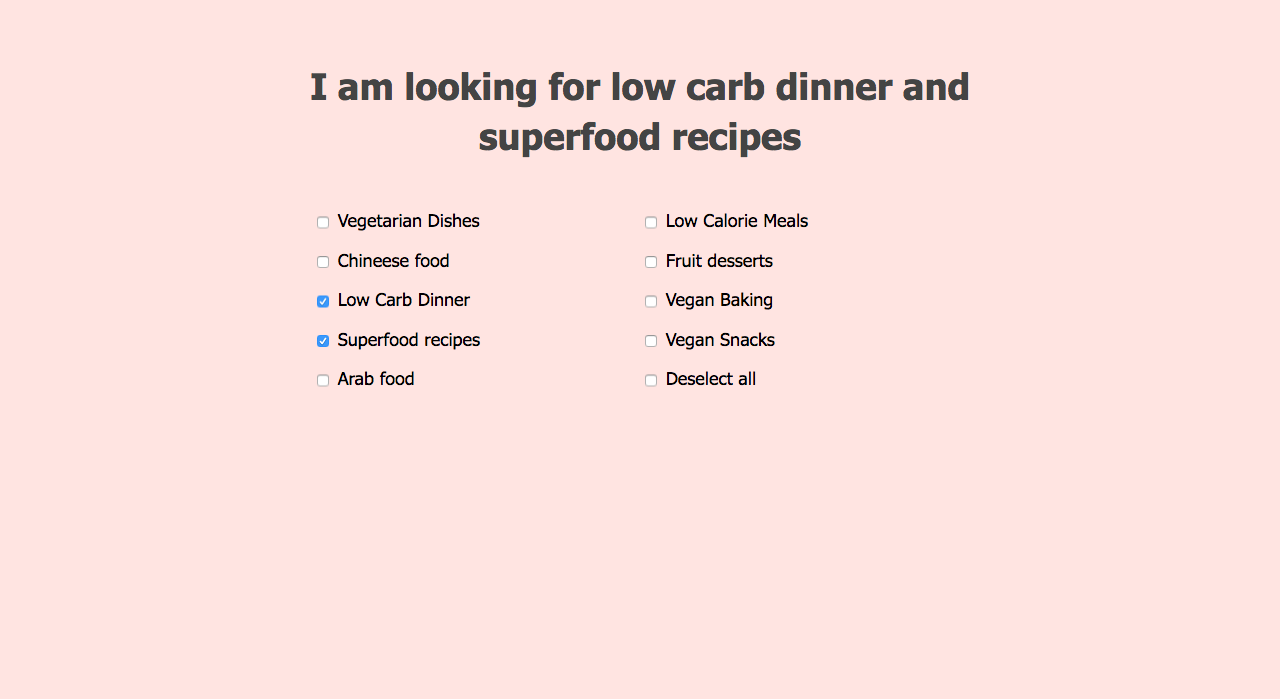 I am looking for low carb dinner and
superfood recipes
Vegetarian Dishes
Chineese food
Low Carb Dinner
Superfood recipes
Arab food
Low Calorie Meals
Fruit desserts
Vegan Baking
Vegan Snacks
Deselect all